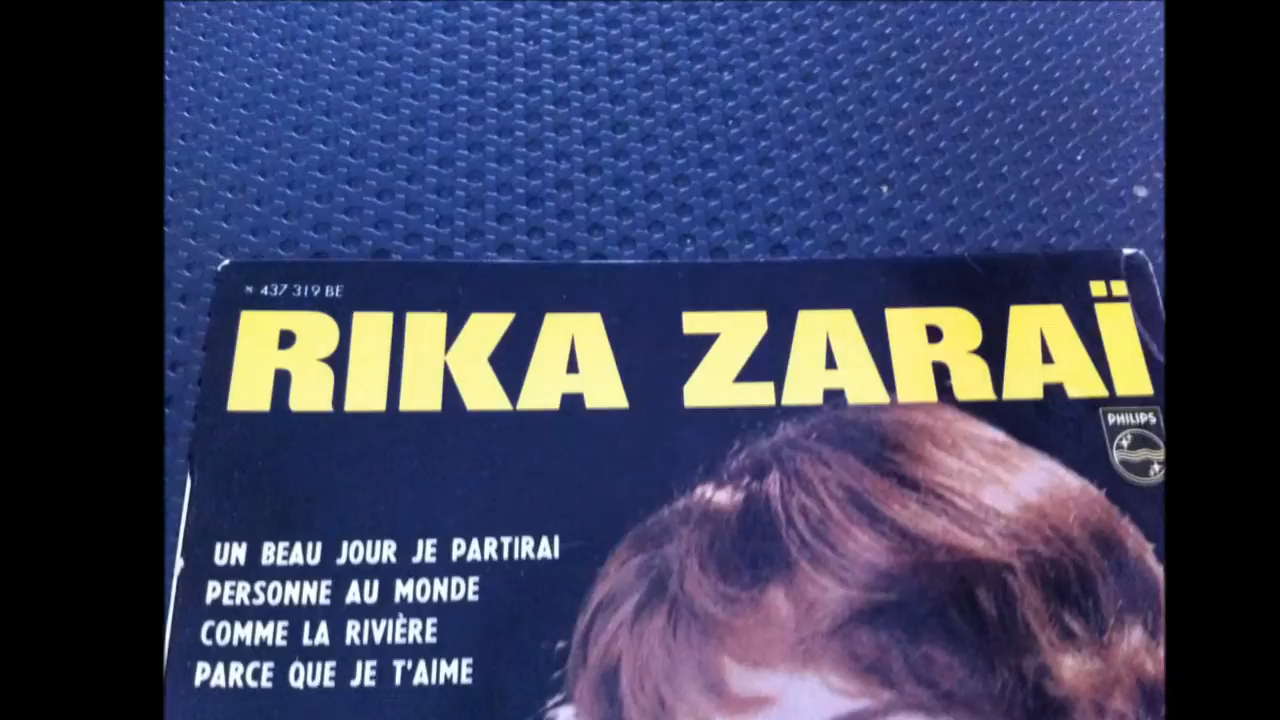 437 319 BE
RIKA ZARAÏ
PHILIPS
UN BEAU JOUR JE PARTIRAI
PERSONNE AU MONDE
COMME LA RIVIÈRE
PARCE QUE JE T'AIME